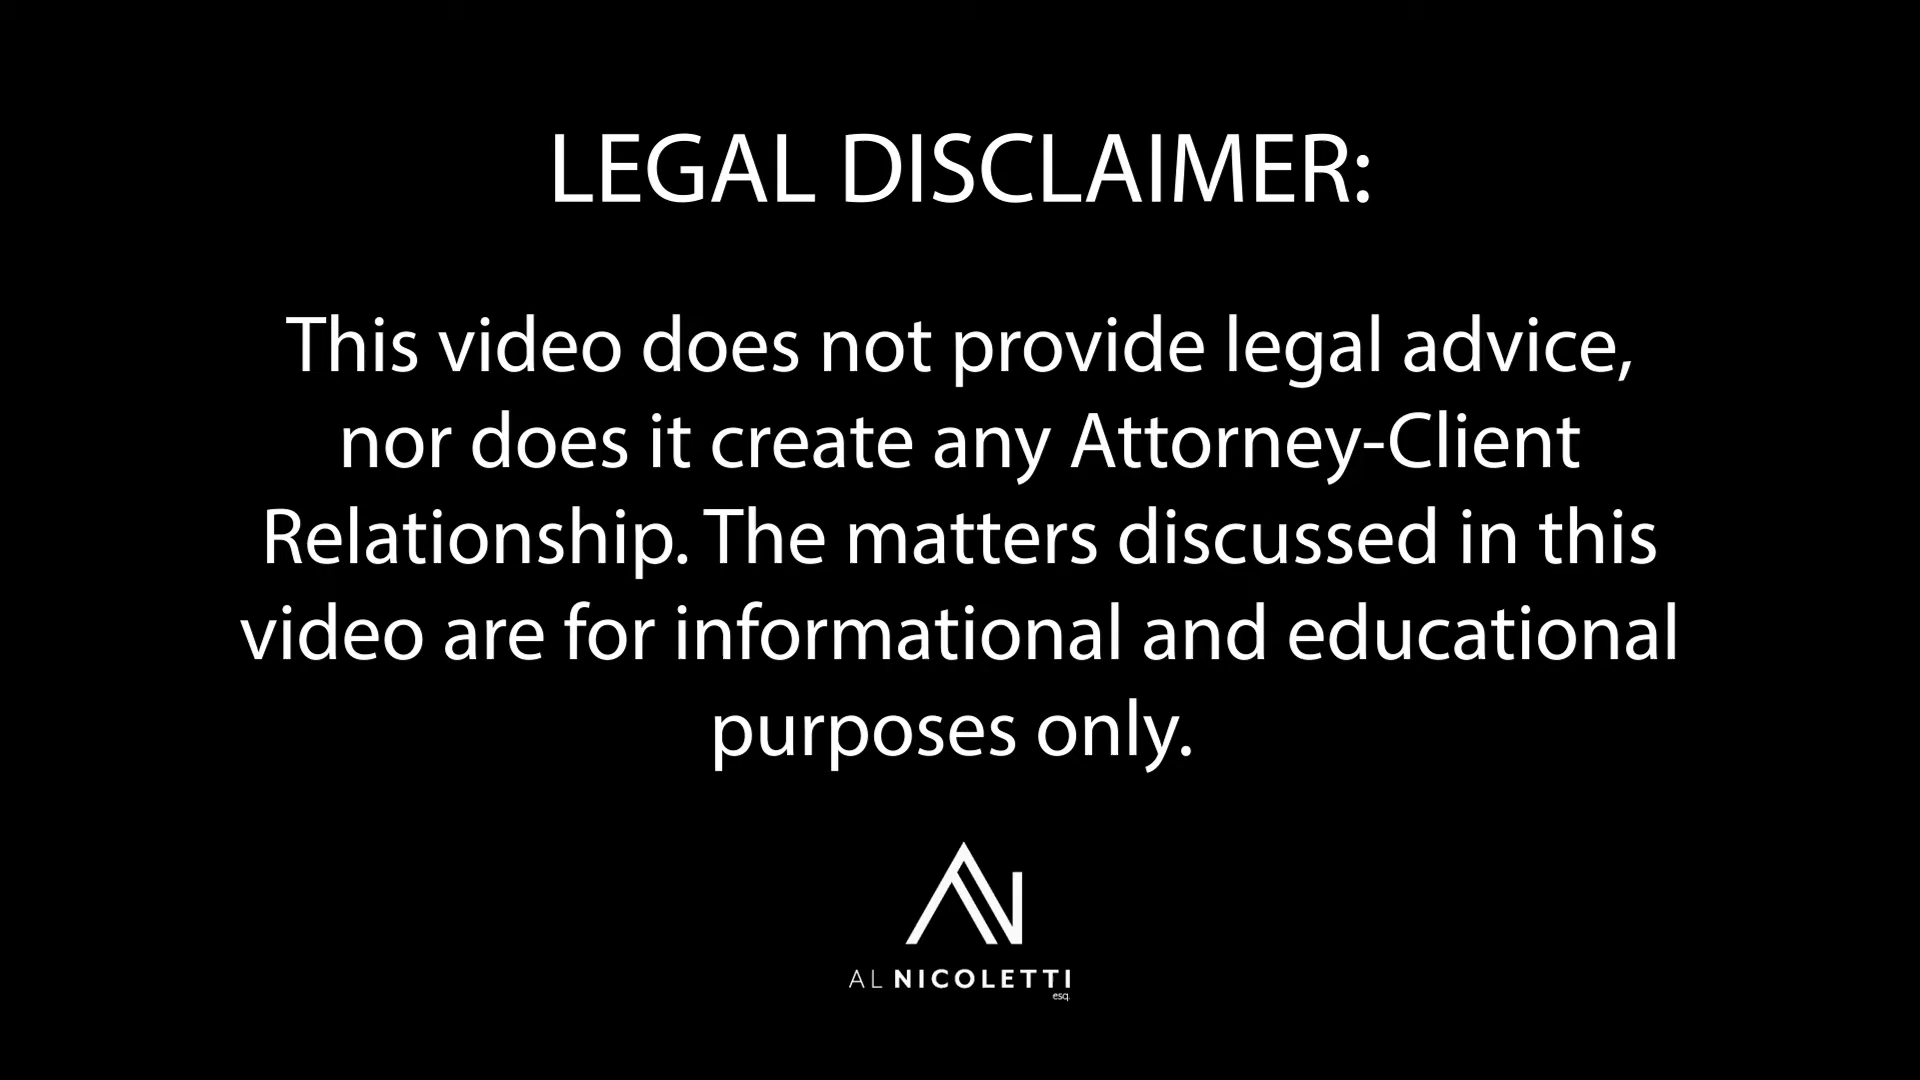 LEGAL DISCLAIMER:
This video does not provide legal advice,
nor does it create any Attorney-Client
Relationship. The matters discussed in this
video are for informational and educational
purposes only.
AL NICOLETTI
esq.